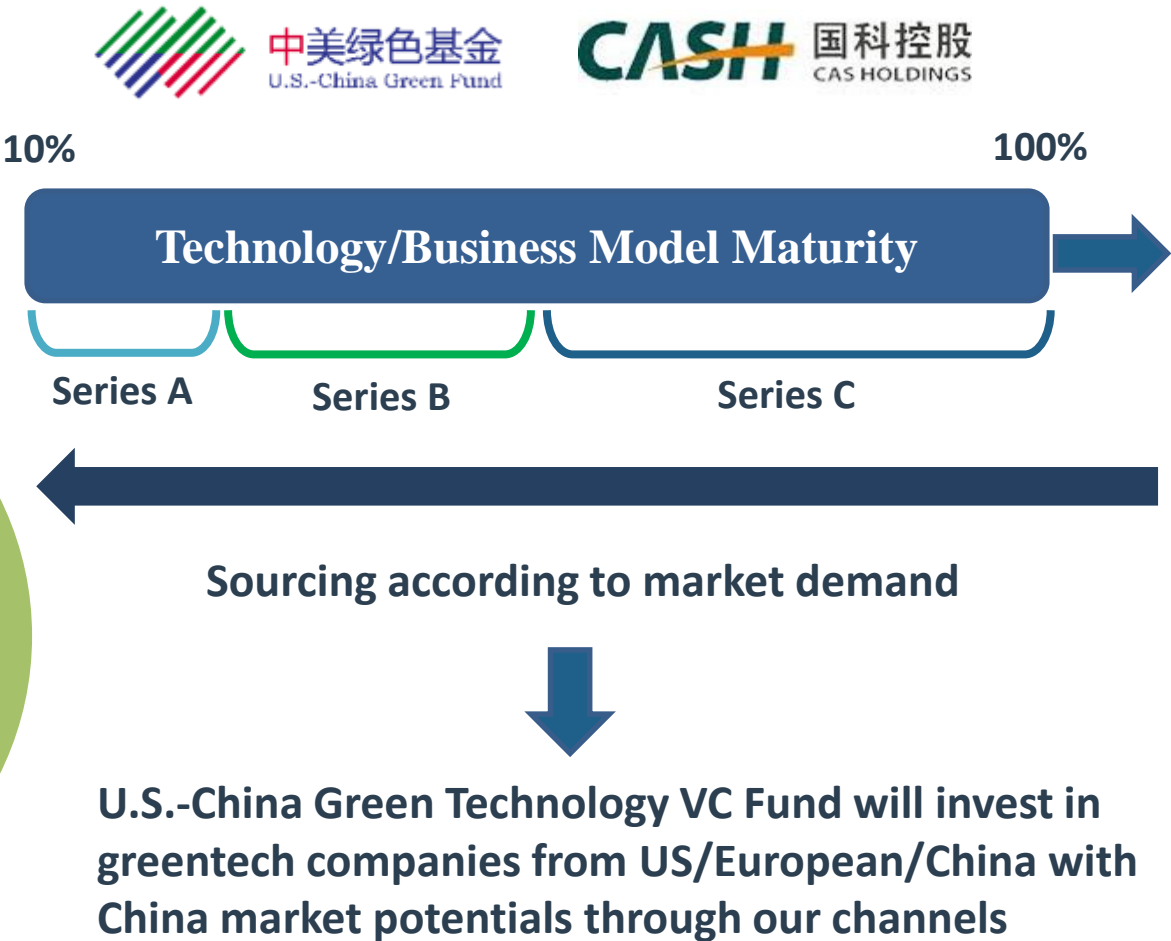 中美绿色基金
U.S.-China Green Fund
CASH 国科控股
CAS HOLDINGS
10%
100%
Technology/Business Model Maturity
Series A
Series B
Series C
Sourcing according to market demand
U.S.-China Green Technology VC Fund will invest in
greentech companies from US/European/China with
China market potentials through our channels